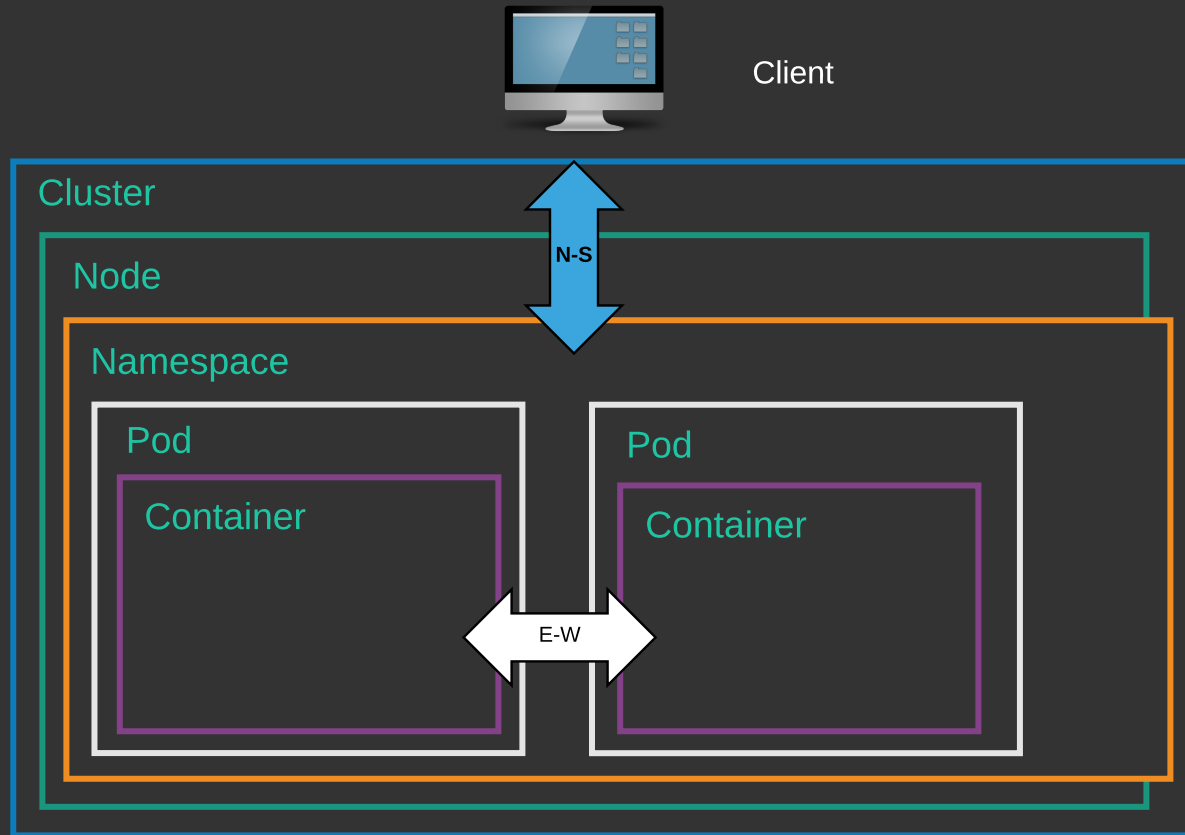 Client
Cluster
N-S
Node
Namespace
Pod
Pod
Container
Container
E-W